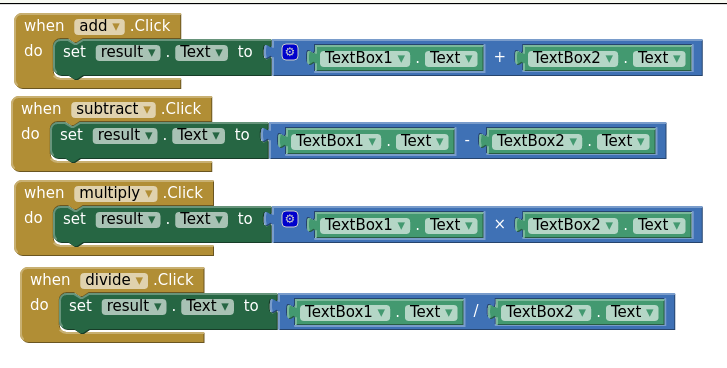 when add .Click
do set result . Text to TextBox1 . Text + TextBox2 . Text
when subtract .Click
do set result . Text to TextBox1 . Text - TextBox2 . Text
when multiply .Click
do set result . Text to TextBox1 . Text × TextBox2 . Text
when divide .Click
do set result . Text to TextBox1 . Text / TextBox2 . Text